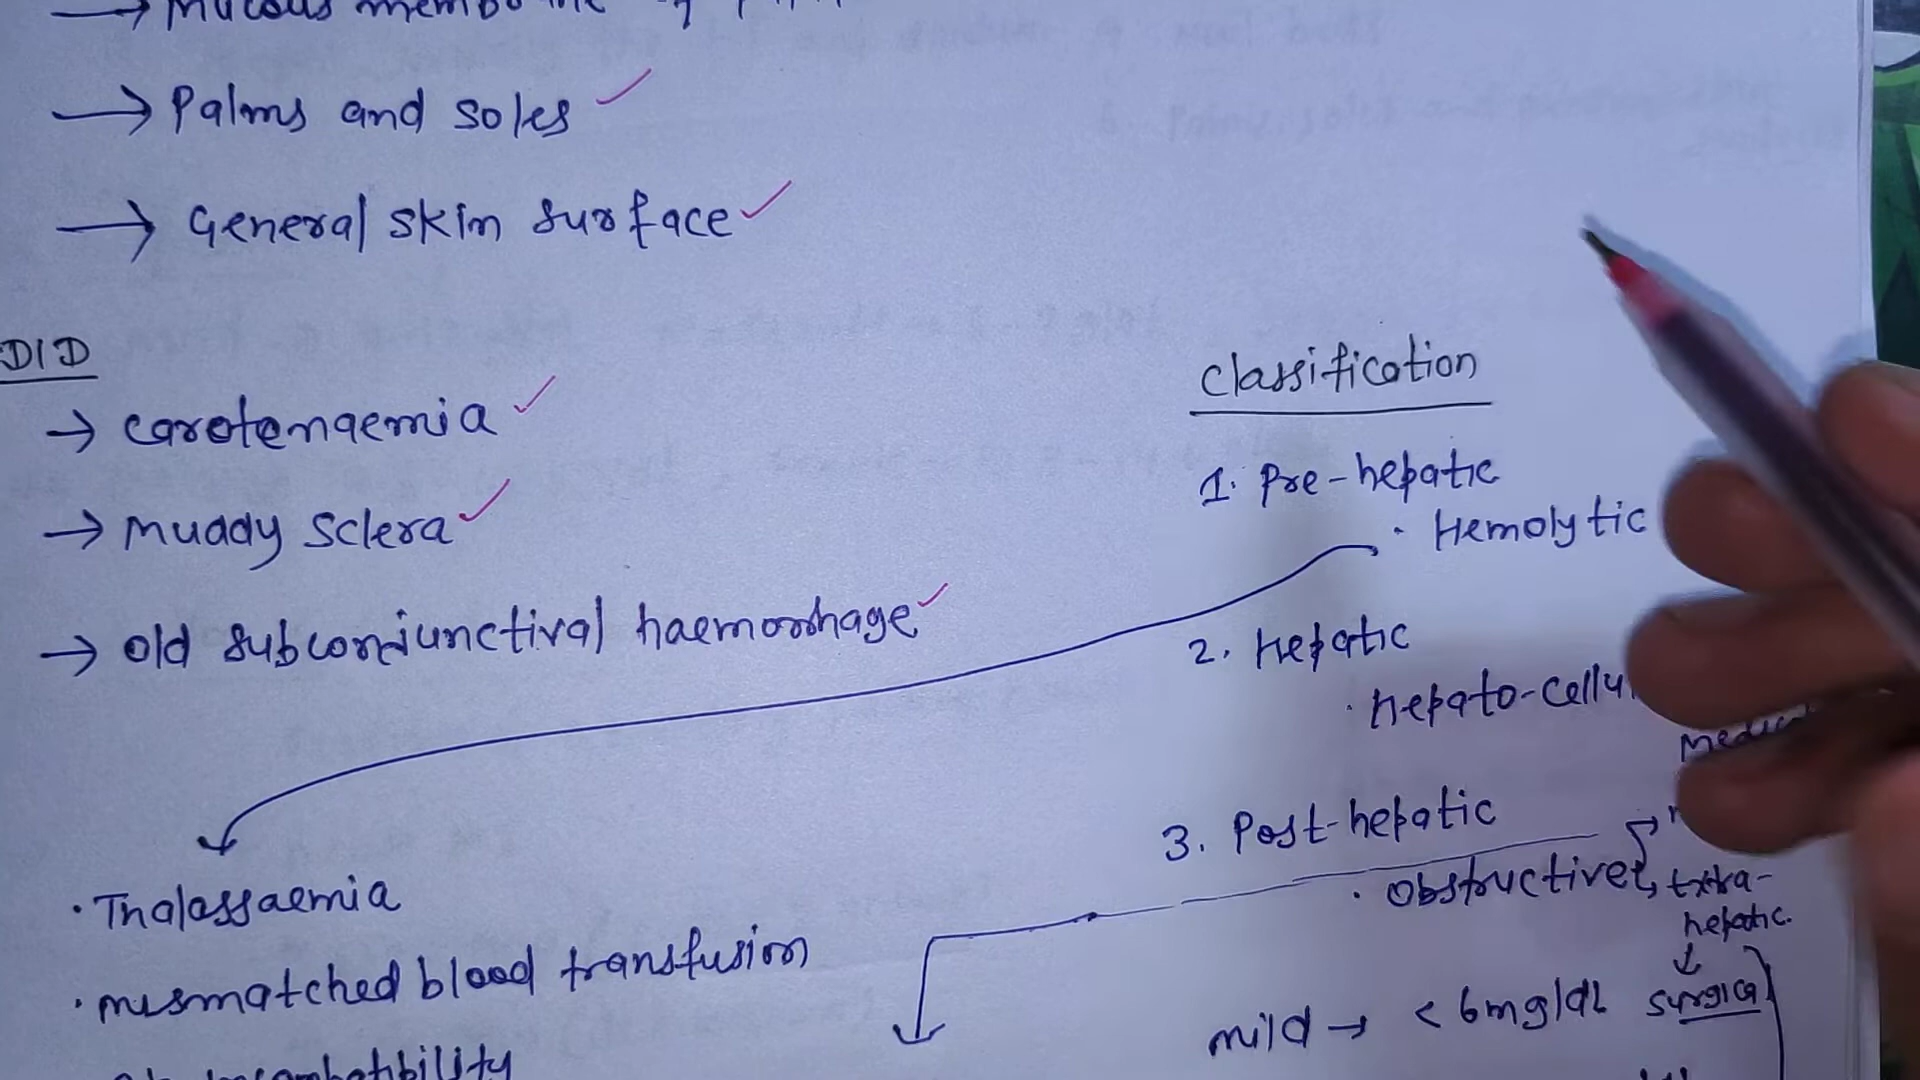 → Mucous
→ Palms and soles ✓
→ General skin surface ✓
D/D
→ carotenaemia ✓
→ Muddy sclera ✓
→ old subconjunctival haemorrhage ✓
• Thalassaemia
• mismatched blood transfusion
Classification
1. Pre-hepatic
• Hemolytic
2. Hepatic
• Hepato-cellu
3. Post-hepatic
• Obstructive
Extra-
hepatic
↓
surgical
mild → < 6mg/dl